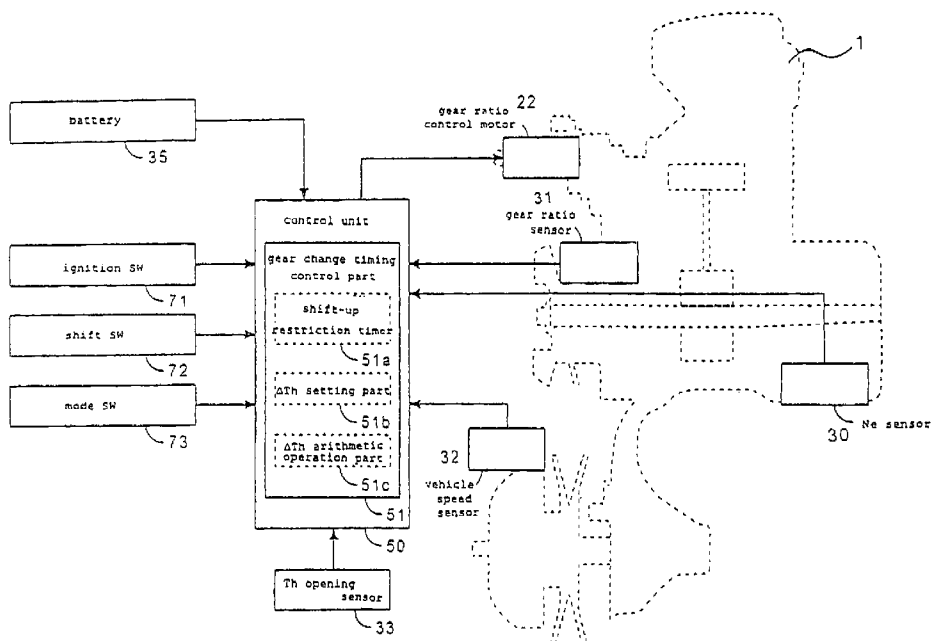 1
battery
35
gear ratio 22
control motor
control unit
31
gear ratio
sensor
gear change timing
control part
ignition SW
71
shift-up
restriction timer
51a
shift SW
72
ΔTh setting part
51b
mode SW
73
30 Ne sensor
ΔTh arithmetic
operation part
51c
32
vehicle
speed
sensor
51
50
Th opening
sensor
33